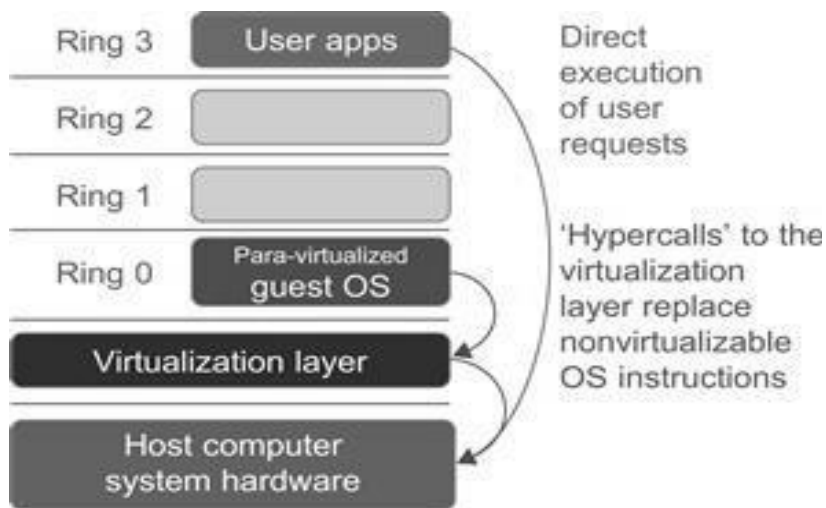 Ring 3
User apps
Direct
execution
of user
requests
Ring 2
Ring 1
Ring 0
Para-virtualized
guest OS
'Hypercalls' to the
virtualization
layer replace
nonvirtualizable
OS instructions
Virtualization layer
Host computer
system hardware